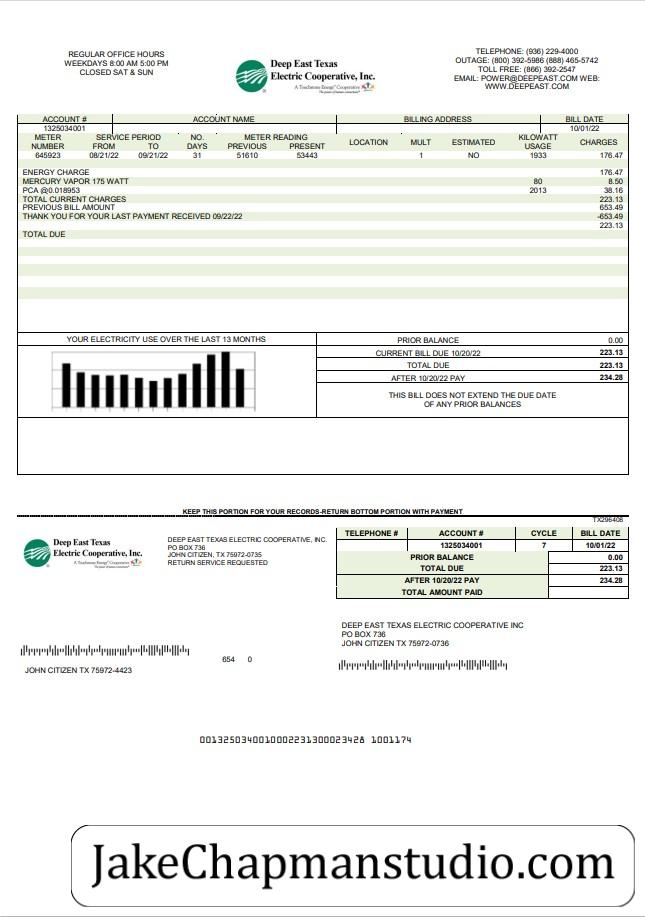 REGULAR OFFICE HOURS
WEEKDAYS 8:00 AM 5:00 PM
CLOSED SAT & SUN
Deep East Texas
Electric Cooperative, Inc.
A Touchstone Energy® Cooperative
The power of human connections®
TELEPHONE: (936) 229-4000
OUTAGE: (800) 392-5986 (888) 465-5742
TOLL FREE: (866) 392-2547
EMAIL: POWER@DEEPEAST.COM WEB:
WWW.DEEPEAST.COM
ACCOUNT # ACCOUNT NAME BILLING ADDRESS BILL DATE
1325034001 10/01/22
METER NUMBER SERVICE PERIOD FROM TO NO. DAYS METER READING PREVIOUS PRESENT LOCATION MULT ESTIMATED KILOWATT USAGE CHARGES
645923 08/21/22 09/21/22 31 51610 53443 1 NO 1933 176.47
ENERGY CHARGE 176.47
MERCURY VAPOR 175 WATT 80 8.50
PCA @0.018953 2013 38.16
TOTAL CURRENT CHARGES 223.13
PREVIOUS BILL AMOUNT 653.49
THANK YOU FOR YOUR LAST PAYMENT RECEIVED 09/22/22 -653.49
223.13
TOTAL DUE
YOUR ELECTRICITY USE OVER THE LAST 13 MONTHS
PRIOR BALANCE 0.00
CURRENT BILL DUE 10/20/22 223.13
TOTAL DUE 223.13
AFTER 10/20/22 PAY 234.28
THIS BILL DOES NOT EXTEND THE DUE DATE
OF ANY PRIOR BALANCES
KEEP THIS PORTION FOR YOUR RECORDS-RETURN BOTTOM PORTION WITH PAYMENT
TX296408
Deep East Texas
Electric Cooperative, Inc.
A Touchstone Energy® Cooperative
DEEP EAST TEXAS ELECTRIC COOPERATIVE, INC.
PO BOX 736
JOHN CITIZEN, TX 75972-0735
RETURN SERVICE REQUESTED
TELEPHONE # ACCOUNT # CYCLE BILL DATE
1325034001 7 10/01/22
PRIOR BALANCE 0.00
TOTAL DUE 223.13
AFTER 10/20/22 PAY 234.28
TOTAL AMOUNT PAID
DEEP EAST TEXAS ELECTRIC COOPERATIVE INC
PO BOX 736
JOHN CITIZEN TX 75972-0736
654 0
JOHN CITIZEN TX 75972-4423
001325034001000223130002​3428 1001174
JakeChapmanstudio.com